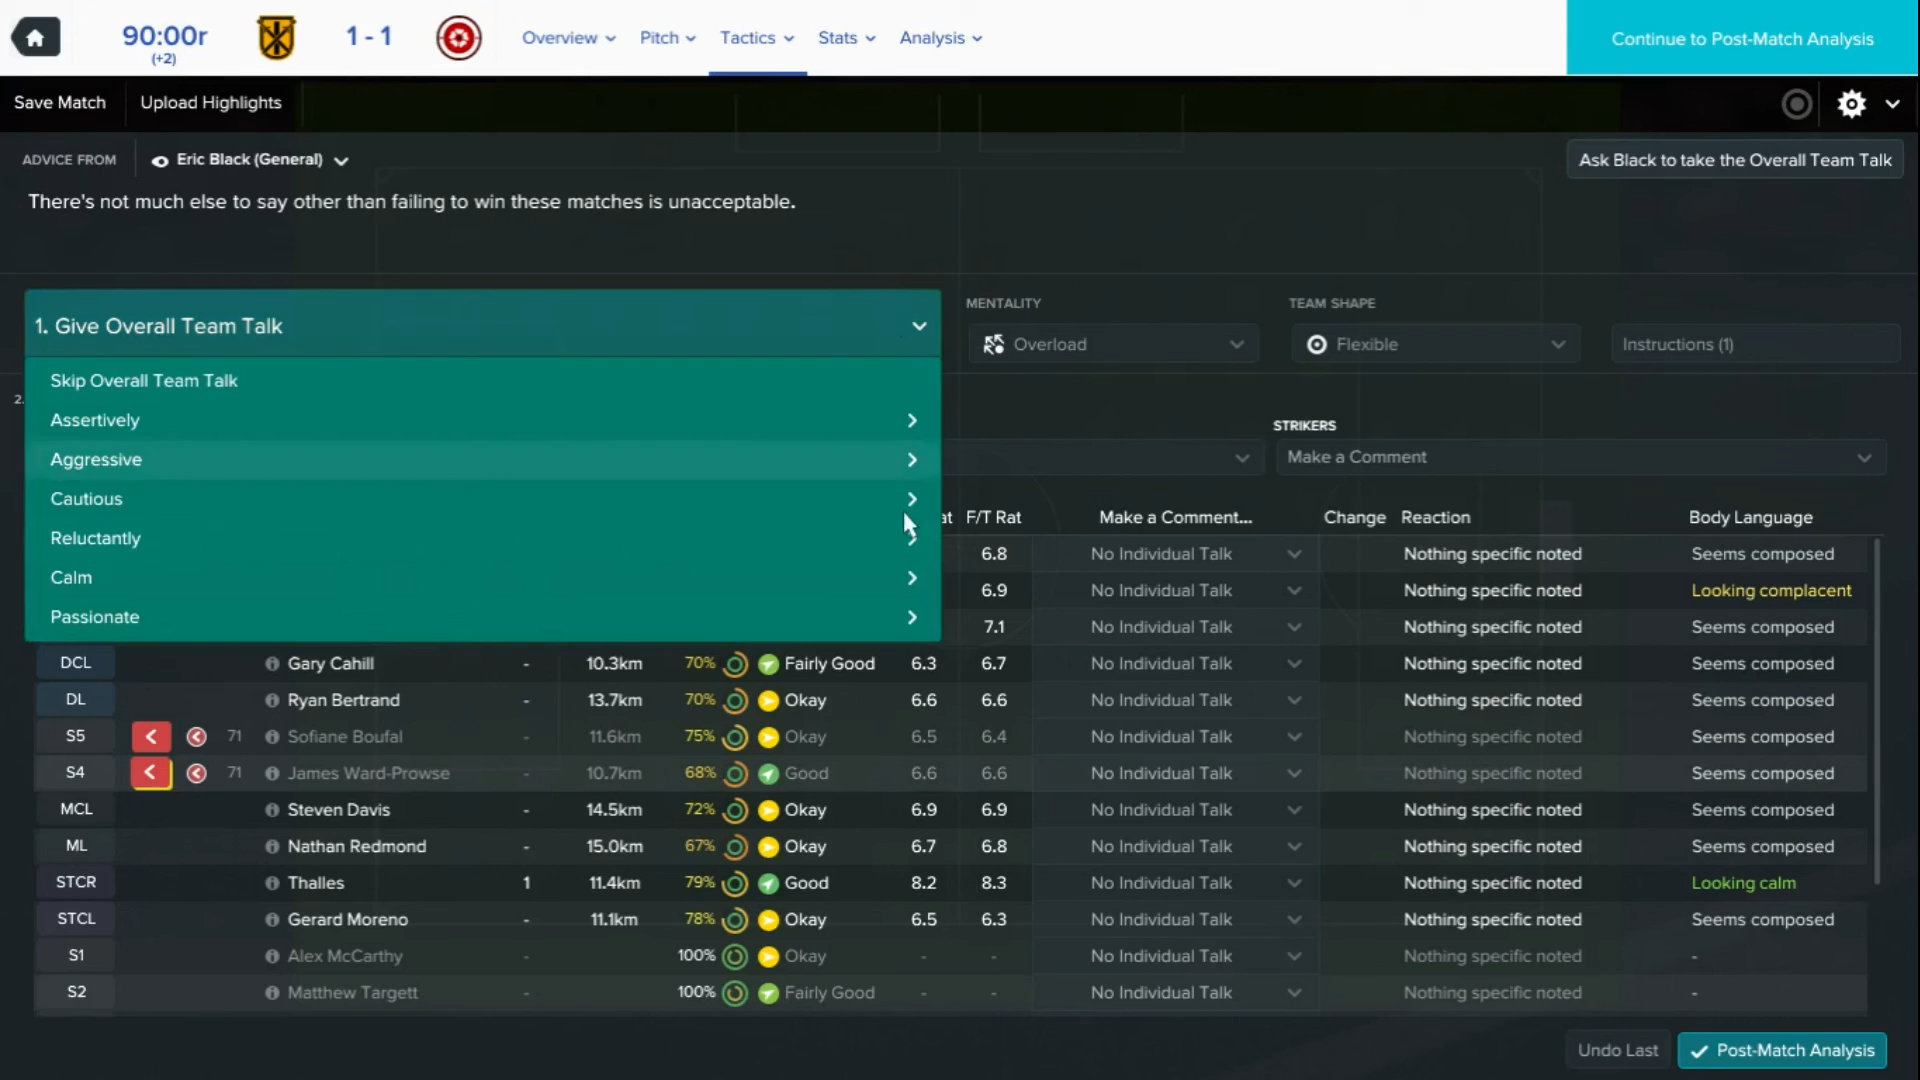 90:00r
(+2)
1 - 1
Overview
Pitch
Tactics
Stats
Analysis
Continue to Post-Match Analysis
Save Match
Upload Highlights
ADVICE FROM
Eric Black (General)
Ask Black to take the Overall Team Talk
There's not much else to say other than failing to win these matches is unacceptable.
1. Give Overall Team Talk
MENTALITY
TEAM SHAPE
Overload
Flexible
Instructions (1)
Skip Overall Team Talk
2.
Assertively
STRIKERS
Aggressive
Make a Comment
Cautious
Reluctantly
Calm
Passionate
at F/T Rat Make a Comment... Change Reaction Body Language
6.8 No Individual Talk Nothing specific noted Seems composed
6.9 No Individual Talk Nothing specific noted Looking complacent
7.1 No Individual Talk Nothing specific noted Seems composed
DCL Gary Cahill - 10.3km 70% Fairly Good 6.3 6.7 No Individual Talk Nothing specific noted Seems composed
DL Ryan Bertrand - 13.7km 70% Okay 6.6 6.6 No Individual Talk Nothing specific noted Seems composed
S5 71 Sofiane Boufal - 11.6km 75% Okay 6.5 6.4 No Individual Talk Nothing specific noted Seems composed
S4 71 James Ward-Prowse - 10.7km 68% Good 6.6 6.6 No Individual Talk Nothing specific noted Seems composed
MCL Steven Davis - 14.5km 72% Okay 6.9 6.9 No Individual Talk Nothing specific noted Seems composed
ML Nathan Redmond - 15.0km 67% Okay 6.7 6.8 No Individual Talk Nothing specific noted Seems composed
STCR Thalles 1 11.4km 79% Good 8.2 8.3 No Individual Talk Nothing specific noted Looking calm
STCL Gerard Moreno - 11.1km 78% Okay 6.5 6.3 No Individual Talk Nothing specific noted Seems composed
S1 Alex McCarthy - 100% Okay - - No Individual Talk Nothing specific noted -
S2 Matthew Targett - 100% Fairly Good - - No Individual Talk Nothing specific noted -
Undo Last
Post-Match Analysis